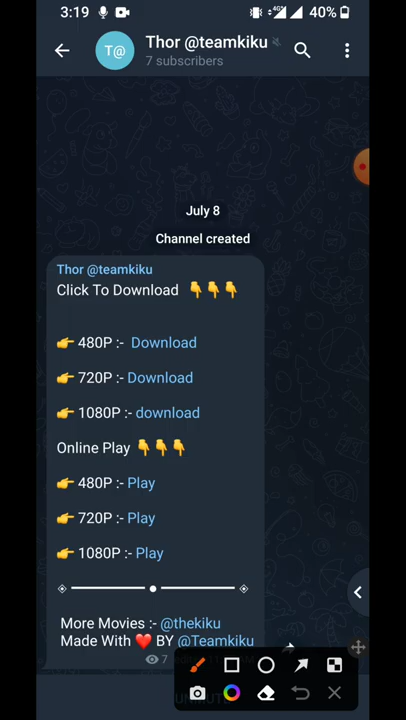 3:19
4G
40%
T@
Thor @teamkiku
7 subscribers
July 8
Channel created
Thor @teamkiku
Click To Download 👇👇👇
👉 480P :- Download
👉 720P :- Download
👉 1080P :- download
Online Play 👇👇👇
👉 480P :- Play
👉 720P :- Play
👉 1080P :- Play
More Movies :- @thekiku
Made With ❤️ BY @Teamkiku
7